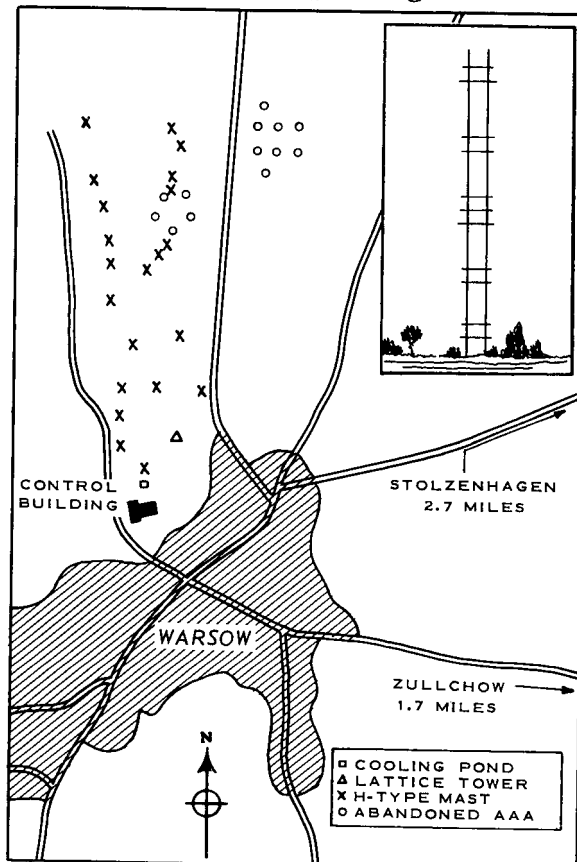 CONTROL
BUILDING
STOLZENHAGEN
2.7 MILES
WARSOW
ZULLCHOW
1.7 MILES
N
COOLING POND
LATTICE TOWER
X H-TYPE MAST
ABANDONED AAA